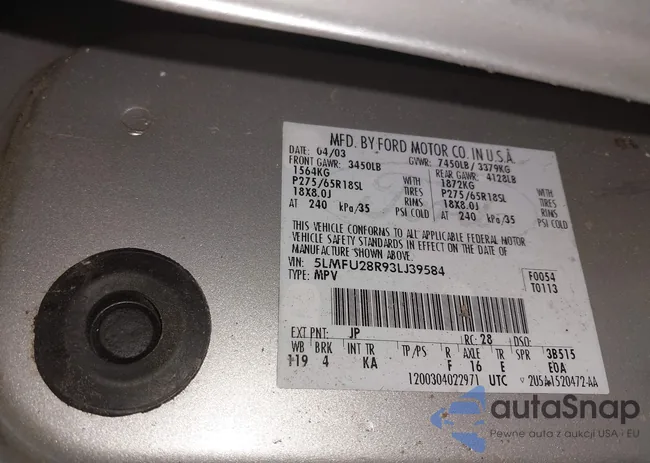 MFD. BY FORD MOTOR CO. IN U.S.A.
DATE: 04/03 GVWR: 7450LB / 3379KG
FRONT GAWR: 3450LB REAR GAWR: 4128LB
1564KG WITH 1872KG WITH
P275/65R18SL TIRES P275/65R18SL TIRES
18X8.0J RIMS 18X8.0J RIMS
AT 240 kPa/35 PSI COLD AT 240 kPa/35 PSI COLD
THIS VEHICLE CONFORMS TO ALL APPLICABLE FEDERAL MOTOR
VEHICLE SAFETY STANDARDS IN EFFECT ON THE DATE OF
MANUFACTURE SHOWN ABOVE.
VIN: 5LMFU28R93LJ39584 F0054
TYPE: MPV T0113
EXT PNT: JP RC: 28 DSO:
WB BRK INT TR TP/PS R AXLE TR SPR 3B515
119 4 KA F 16 E E0A
1200304022971 UTC 2U5A-1520472-AA
autaSnap
Pewne auta z aukcji USA i EU